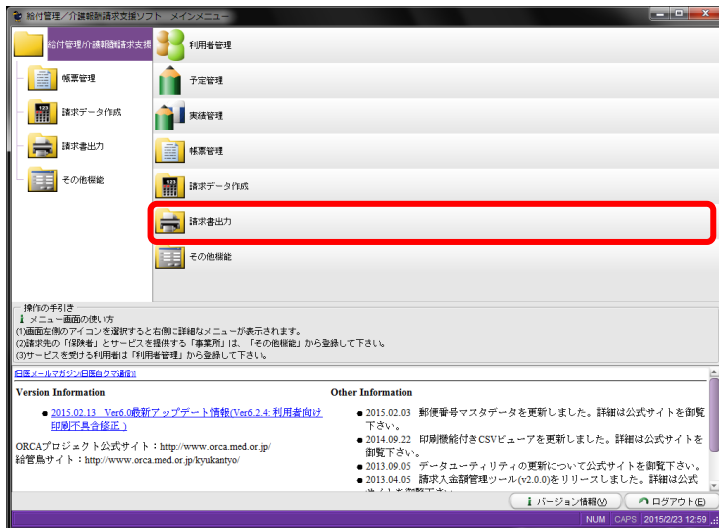 給付管理／介護報酬請求支援ソフト メインメニュー
給付管理/介護報酬請求支援
帳票管理
請求データ作成
請求書出力
その他機能
利用者管理
予定管理
実績管理
帳票管理
請求データ作成
請求書出力
その他機能
操作の手引き
メニュー画面の使い方
(1)画面左側のアイコンを選択すると右側に詳細なメニューが表示されます。
(2)請求先の「保険者」とサービスを提供する「事業所」は、「その他機能」から登録して下さい。
(3)サービスを受ける利用者は「利用者管理」から登録して下さい。
日医メールマガジン(日医白クマ通信)
Version Information
2015.02.13 Ver6.0最新アップデート情報(Ver6.2.4: 利用者向け
印刷不具合修正 )
ORCAプロジェクト公式サイト：http://www.orca.med.or.jp/
給管鳥サイト：http://www.orca.med.or.jp/kyukantyo/
Other Information
2015.02.03 郵便番号マスタデータを更新しました。詳細は公式サイトを御覧
下さい。
2014.09.22 印刷機能付きCSVビューアを更新しました。詳細は公式サイトを
御覧下さい。
2013.09.05 データユーティリティの更新について公式サイトを御覧下さい。
2013.04.05 請求入金額管理ツール(v2.0.0)をリリースしました。詳細は公式
バージョン情報(V)
ログアウト(E)
NUM CAPS 2015/2/23 12:59